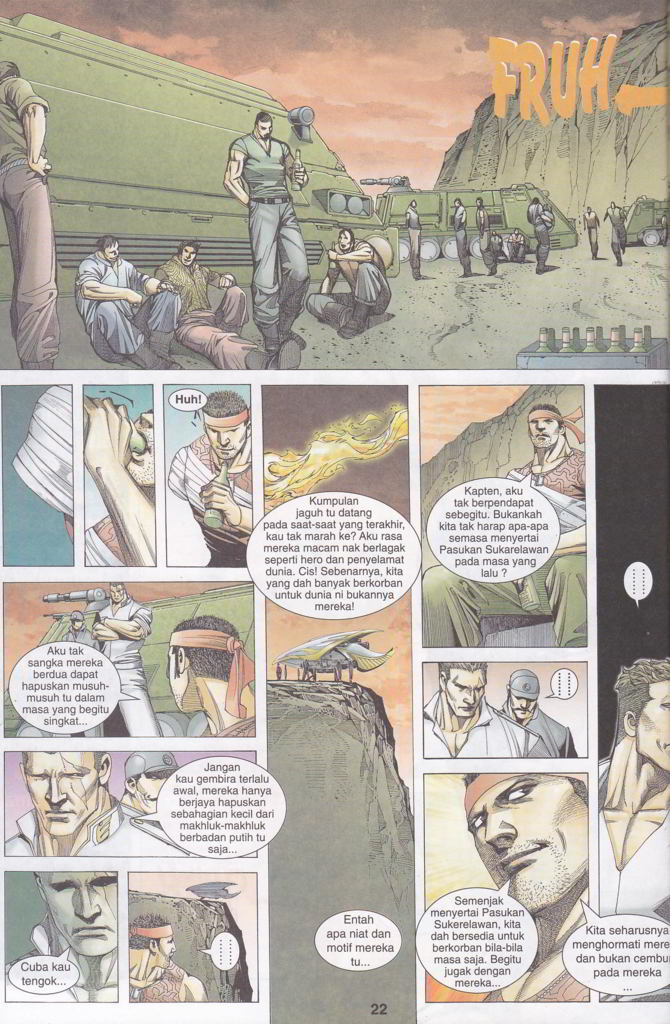 FRUH
Huh!
Aku tak
sangka mereka
berdua dapat
hapuskan musuh-
musuh tu dalam
masa yang begitu
singkat...
Jangan
kau gembira terlalu
awal, mereka hanya
berjaya hapuskan
sebahagian kecil dari
makhluk-makhluk
berbadan putih tu
saja...
Cuba kau
tengok...
Kumpulan
jaguh tu datang
pada saat-saat yang terakhir,
kau tak marah ke? Aku rasa
mereka macam nak berlagak
seperti hero dan penyelamat
dunia. Cis! Sebenarnya, kita
yang dah banyak berkorban
untuk dunia ni bukannya
mereka!
Entah
apa niat dan
motif mereka
tu...
Kapten, aku
tak berpendapat
sebegitu. Bukankah
kita tak harap apa-apa
semasa menyertai
Pasukan Sukarelawan
pada masa yang
lalu ?
Semenjak
menyertai Pasukan
Sukerelawan, kita
dah bersedia untuk
berkorban bila-bila
masa saja. Begitu
jugak dengan
mereka...
Kita seharusnya
menghormati mere
dan bukan cembu
pada mereka
...
22